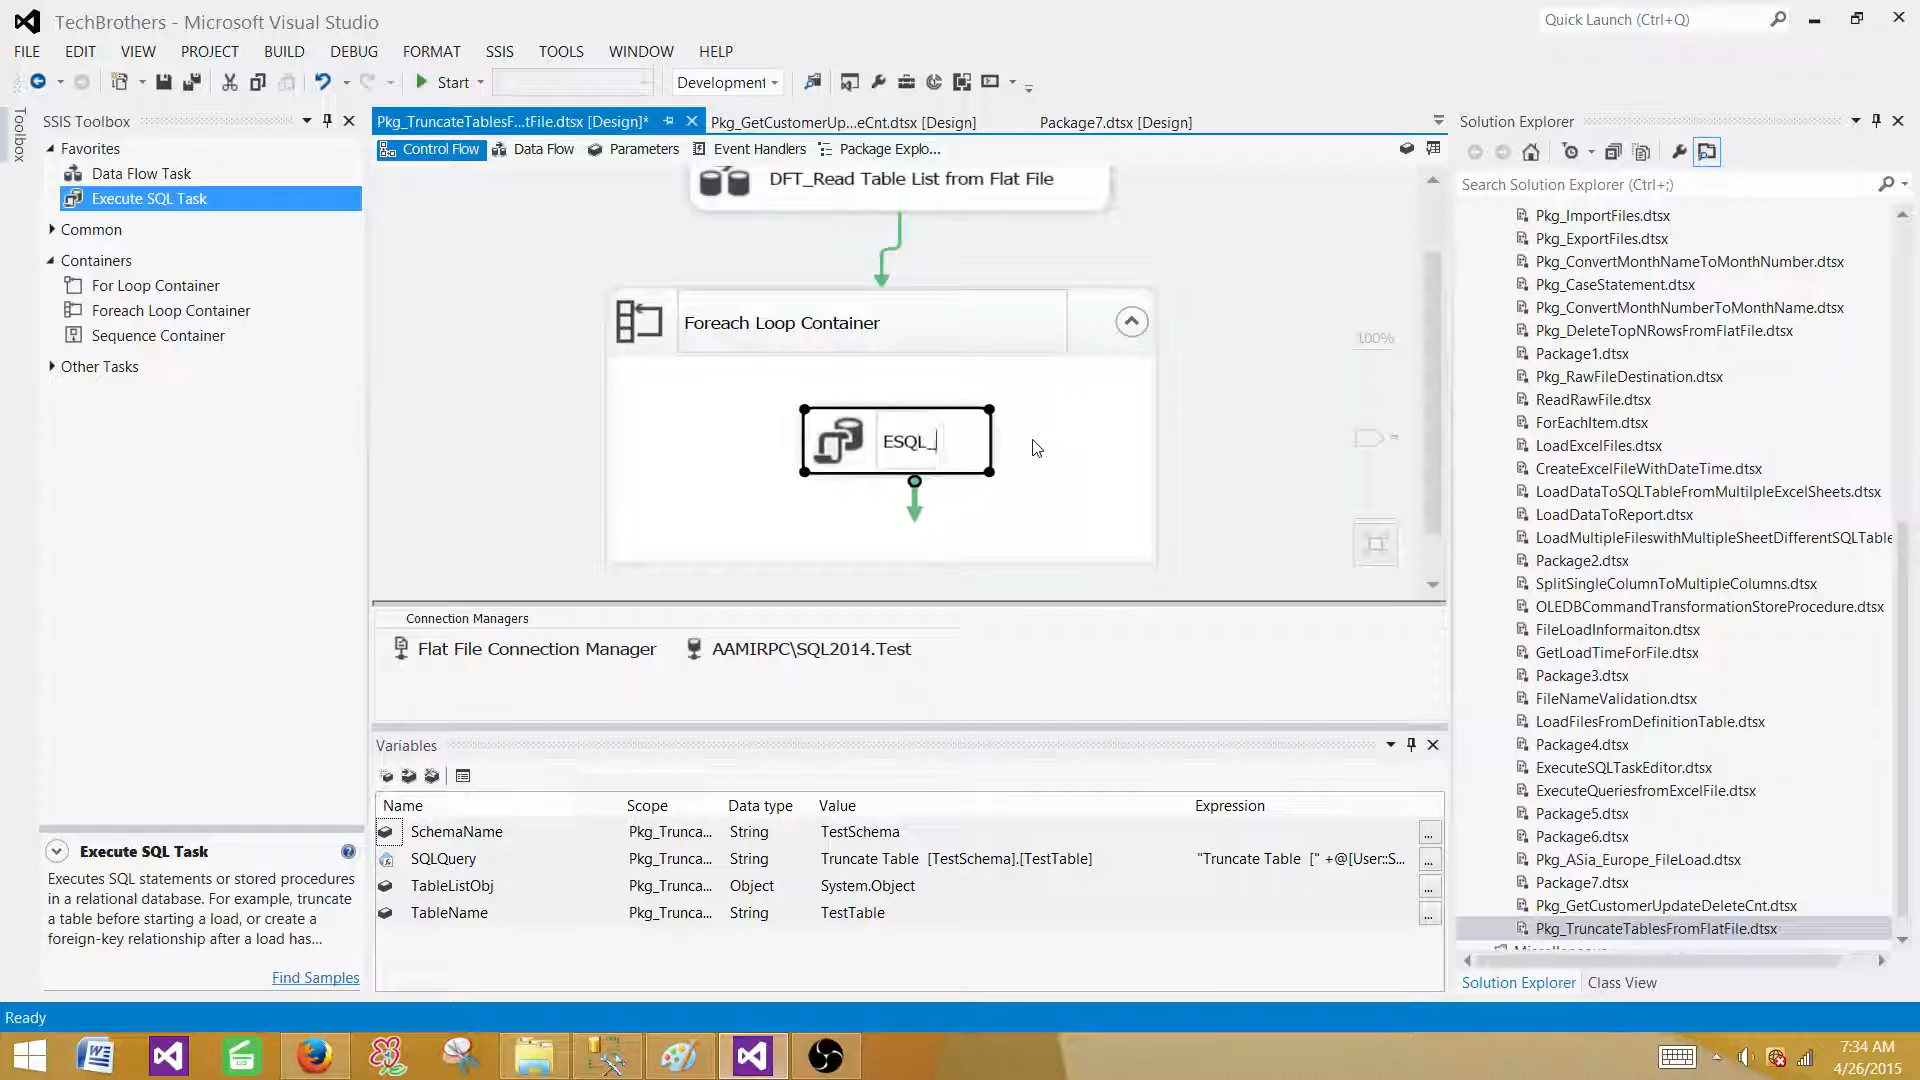 TechBrothers - Microsoft Visual Studio
Quick Launch (Ctrl+Q)
FILE EDIT VIEW PROJECT BUILD DEBUG FORMAT SSIS TOOLS WINDOW HELP
Start
Development
Toolbox
SSIS Toolbox
Favorites
Data Flow Task
Execute SQL Task
Common
Containers
For Loop Container
Foreach Loop Container
Sequence Container
Other Tasks
Execute SQL Task
Executes SQL statements or stored procedures
in a relational database. For example, truncate
a table before starting a load, or create a
foreign-key relationship after a load has...
Find Samples
Pkg_TruncateTablesF...tFile.dtsx [Design]*
Pkg_GetCustomerUp...eCnt.dtsx [Design]
Package7.dtsx [Design]
Control Flow Data Flow Parameters Event Handlers Package Explo...
DFT_Read Table List from Flat File
Foreach Loop Container
ESQL_
100%
Connection Managers
Flat File Connection Manager
AAMIRPC\SQL2014.Test
Variables
Name Scope Data type Value Expression
SchemaName Pkg_Trunca... String TestSchema ...
SQLQuery Pkg_Trunca... String Truncate Table [TestSchema].[TestTable] "Truncate Table [" +@[User::S... ...
TableListObj Pkg_Trunca... Object System.Object ...
TableName Pkg_Trunca... String TestTable ...
Solution Explorer
Search Solution Explorer (Ctrl+;)
Pkg_ImportFiles.dtsx
Pkg_ExportFiles.dtsx
Pkg_ConvertMonthNameToMonthNumber.dtsx
Pkg_CaseStatement.dtsx
Pkg_ConvertMonthNumberToMonthName.dtsx
Pkg_DeleteTopNRowsFromFlatFile.dtsx
Package1.dtsx
Pkg_RawFileDestination.dtsx
ReadRawFile.dtsx
ForEachItem.dtsx
LoadExcelFiles.dtsx
CreateExcelFileWithDateTime.dtsx
LoadDataToSQLTableFromMultilpleExcelSheets.dtsx
LoadDataToReport.dtsx
LoadMultipleFileswithMultipleSheetDifferentSQLTable
Package2.dtsx
SplitSingleColumnToMultipleColumns.dtsx
OLEDBCommandTransformationStoreProcedure.dtsx
FileLoadInformaiton.dtsx
GetLoadTimeForFile.dtsx
Package3.dtsx
FileNameValidation.dtsx
LoadFilesFromDefinitionTable.dtsx
Package4.dtsx
ExecuteSQLTaskEditor.dtsx
ExecuteQueriesfromExcelFile.dtsx
Package5.dtsx
Package6.dtsx
Pkg_ASia_Europe_FileLoad.dtsx
Package7.dtsx
Pkg_GetCustomerUpdateDeleteCnt.dtsx
Pkg_TruncateTablesFromFlatFile.dtsx
Solution Explorer Class View
Ready
7:34 AM
4/26/2015